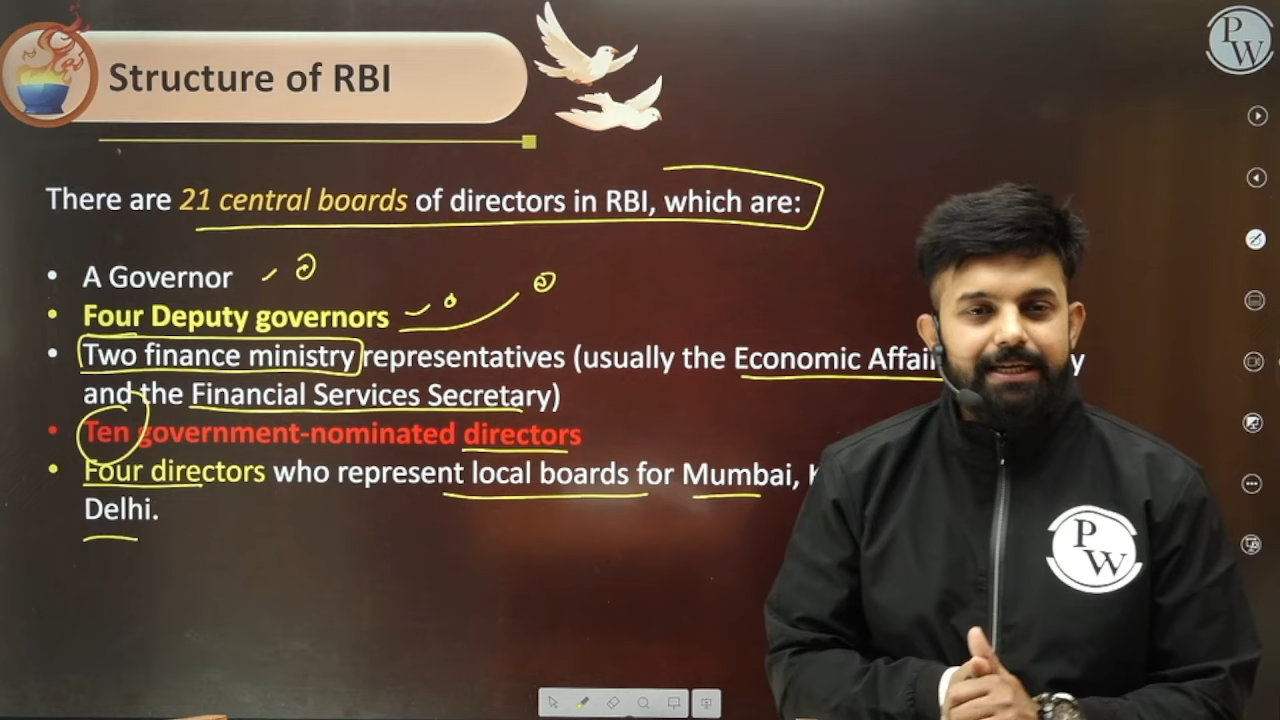 Structure of RBI
P
W
There are 21 central boards of directors in RBI, which are:
• A Governor
• Four Deputy governors
• Two finance ministry representatives (usually the Economic Affai
and the Financial Services Secretary)
• Ten government-nominated directors
• Four directors who represent local boards for Mumbai,
Delhi.
P
W